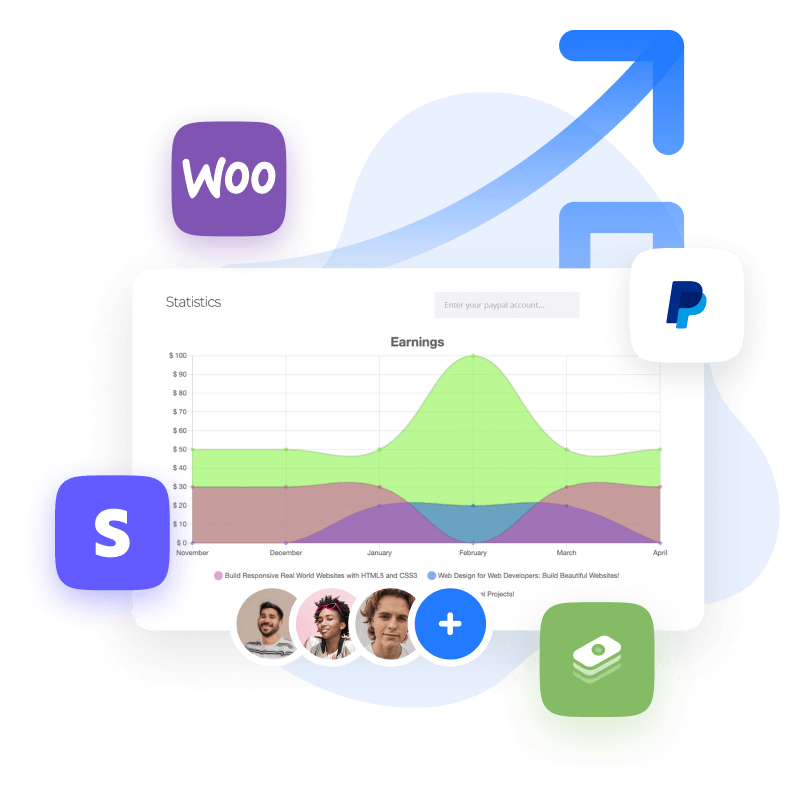 WOO
Statistics
Enter your paypal account...
Earnings
$ 100
$ 90
$ 80
$ 70
$ 60
$ 50
$ 40
$ 30
$ 20
$ 10
$ 0
November December January February March April
S
Build Responsive Real World Websites with HTML5 and CSS3 Web Design for Web Developers: Build Beautiful Websites!
Projects!